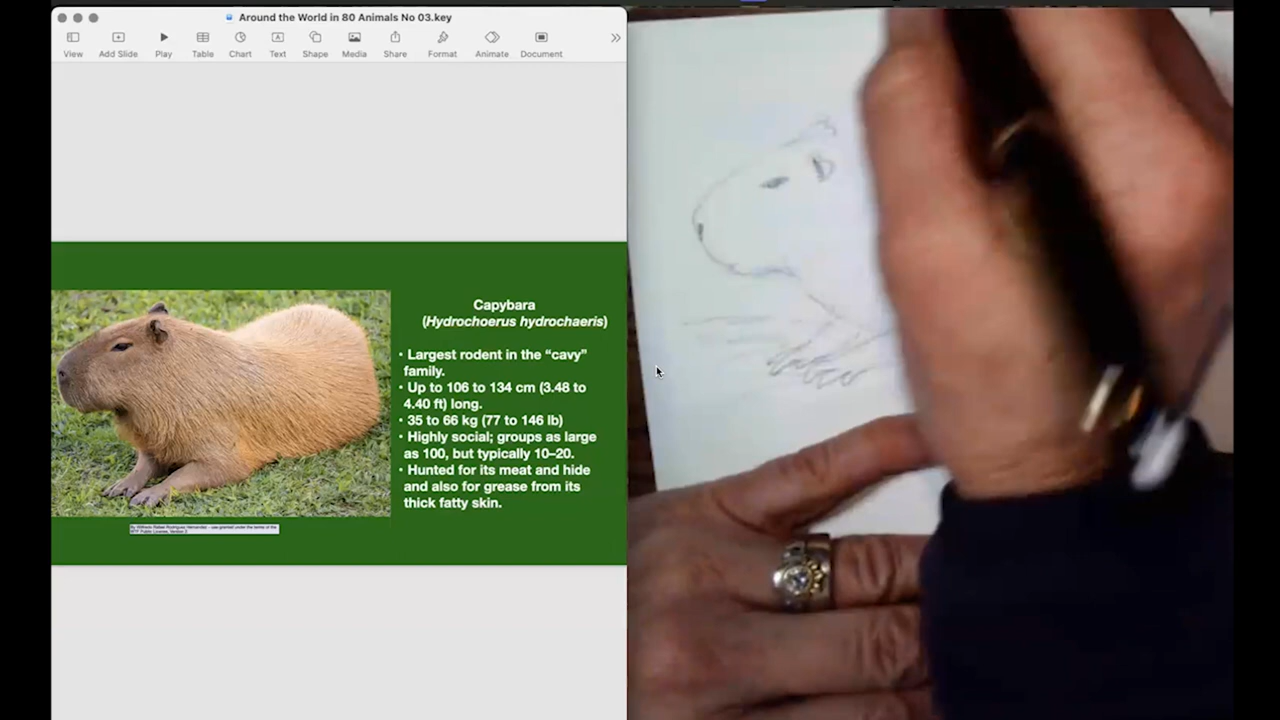 Around the World in 80 Animals No 03.key
View
Add Slide
Play
Table
Chart
Text
Shape
Media
Share
Format
Animate
Document
Capybara
(Hydrochoerus hydrochaeris)
• Largest rodent in the “cavy”
family.
• Up to 106 to 134 cm (3.48 to
4.40 ft) long.
• 35 to 66 kg (77 to 146 lb)
• Highly social; groups as large
as 100, but typically 10–20.
• Hunted for its meat and hide
and also for grease from its
thick fatty skin.